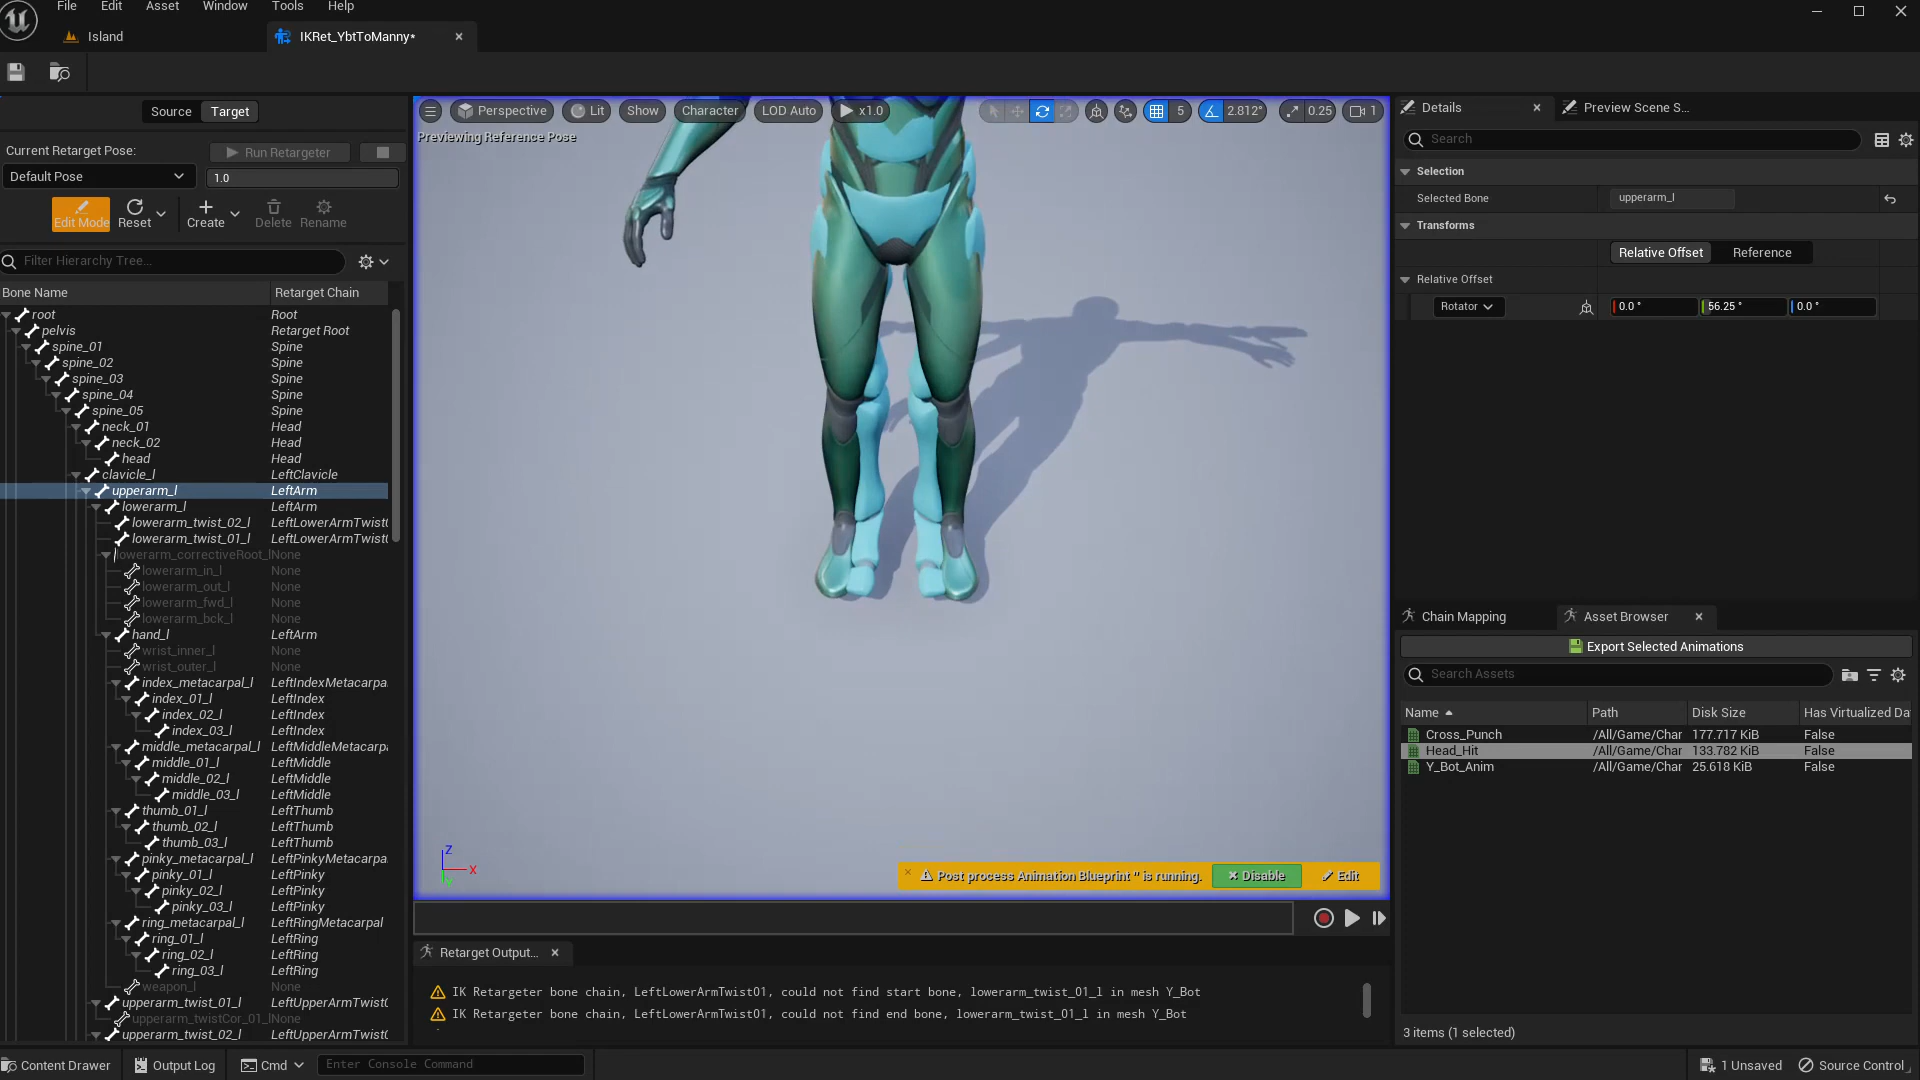 File Edit Asset Window Tools Help
Island
IKRet_YbtToManny*
Source Target
Current Retarget Pose:
Run Retargeter
Default Pose
1.0
Edit Mode
Reset
Create
Delete
Rename
Filter Hierarchy Tree...
Bone Name Retarget Chain
root Root
pelvis Retarget Root
spine_01 Spine
spine_02 Spine
spine_03 Spine
spine_04 Spine
spine_05 Spine
neck_01 Head
neck_02 Head
head Head
clavicle_l LeftClavicle
upperarm_l LeftArm
lowerarm_l LeftArm
lowerarm_twist_02_l LeftLowerArmTwist
lowerarm_twist_01_l LeftLowerArmTwist
lowerarm_correctiveRoot_l None
lowerarm_in_l None
lowerarm_out_l None
lowerarm_fwd_l None
lowerarm_bck_l None
hand_l LeftArm
wrist_inner_l None
wrist_outer_l None
index_metacarpal_l LeftIndexMetacarpa
index_01_l LeftIndex
index_02_l LeftIndex
index_03_l LeftIndex
middle_metacarpal_l LeftMiddleMetacarp
middle_01_l LeftMiddle
middle_02_l LeftMiddle
middle_03_l LeftMiddle
thumb_01_l LeftThumb
thumb_02_l LeftThumb
thumb_03_l LeftThumb
pinky_metacarpal_l LeftPinkyMetacarpa
pinky_01_l LeftPinky
pinky_02_l LeftPinky
pinky_03_l LeftPinky
ring_metacarpal_l LeftRingMetacarpal
ring_01_l LeftRing
ring_02_l LeftRing
ring_03_l LeftRing
weapon_l None
upperarm_twist_01_l LeftUpperArmTwist
upperarm_twistCor_01_l None
upperarm_twist_02_l LeftUpperArmTwist
Perspective Lit Show Character LOD Auto x1.0
5 2.812° 0.25 1
Previewing Reference Pose
Z
X
Y
Post process Animation Blueprint '' is running. Disable Edit
Retarget Output...
IK Retargeter bone chain, LeftLowerArmTwist01, could not find start bone, lowerarm_twist_01_l in mesh Y_Bot
IK Retargeter bone chain, LeftLowerArmTwist01, could not find end bone, lowerarm_twist_01_l in mesh Y_Bot
Details
Preview Scene S...
Search
Selection
Selected Bone upperarm_l
Transforms
Relative Offset Reference
Relative Offset
Rotator 0.0 ° 56.25 ° 0.0 °
Chain Mapping
Asset Browser
Export Selected Animations
Search Assets
Name Path Disk Size Has Virtualized Da
Cross_Punch /All/Game/Char 177.717 KiB False
Head_Hit /All/Game/Char 133.782 KiB False
Y_Bot_Anim /All/Game/Char 25.618 KiB False
3 items (1 selected)
Content Drawer Output Log Cmd Enter Console Command
1 Unsaved Source Control